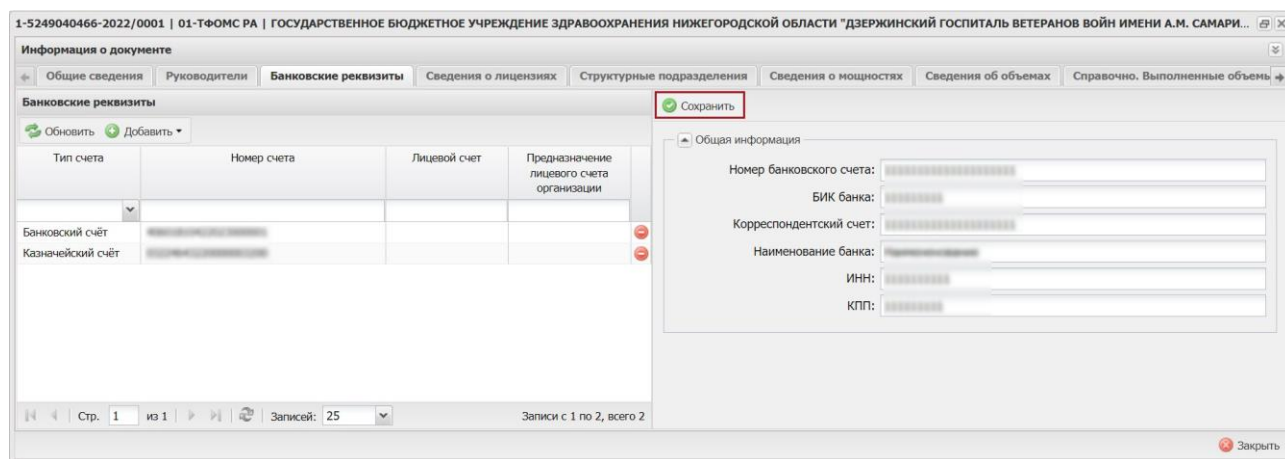 1-5249040466-2022/0001 | 01-ТФОМС РА | ГОСУДАРСТВЕННОЕ БЮДЖЕТНОЕ УЧРЕЖДЕНИЕ ЗДРАВООХРАНЕНИЯ НИЖЕГОРОДСКОЙ ОБЛАСТИ "ДЗЕРЖИНСКИЙ ГОСПИТАЛЬ ВЕТЕРАНОВ ВОЙН ИМЕНИ А.М. САМАРИ...
Информация о документе
Общие сведения Руководители Банковские реквизиты Сведения о лицензиях Структурные подразделения Сведения о мощностях Сведения об объемах Справочно. Выполненные объемы
Банковские реквизиты
Обновить Добавить
Тип счета Номер счета Лицевой счет Предназначение лицевого счета организации
Банковский счёт
Казначейский счёт
Стр. 1 из 1 Записей: 25 Записи с 1 по 2, всего 2
Сохранить
Общая информация
Номер банковского счета:
БИК банка:
Корреспондентский счет:
Наименование банка:
ИНН:
КПП:
Закрыть